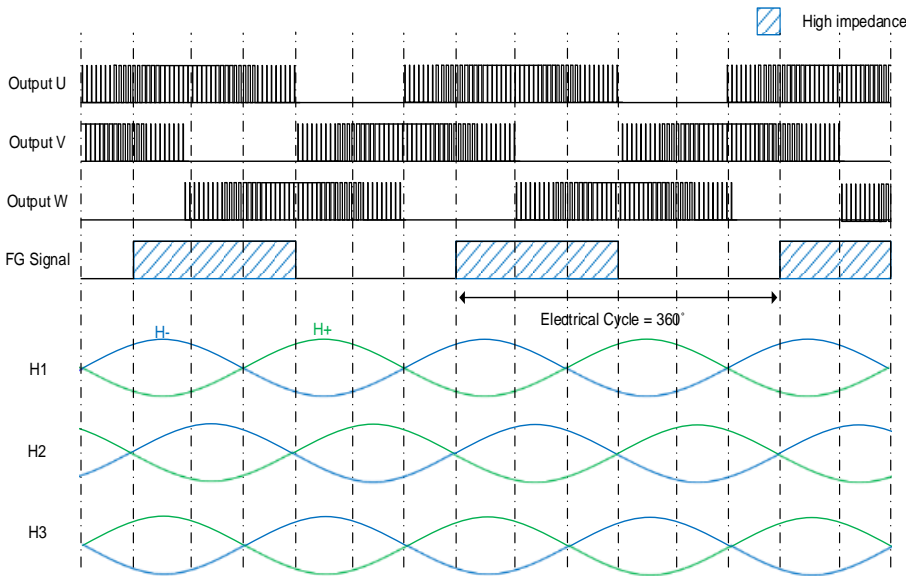 High impedance
Output U
Output V
Output W
FG Signal
Electrical Cycle = 360°
H- H+
H1
H2
H3